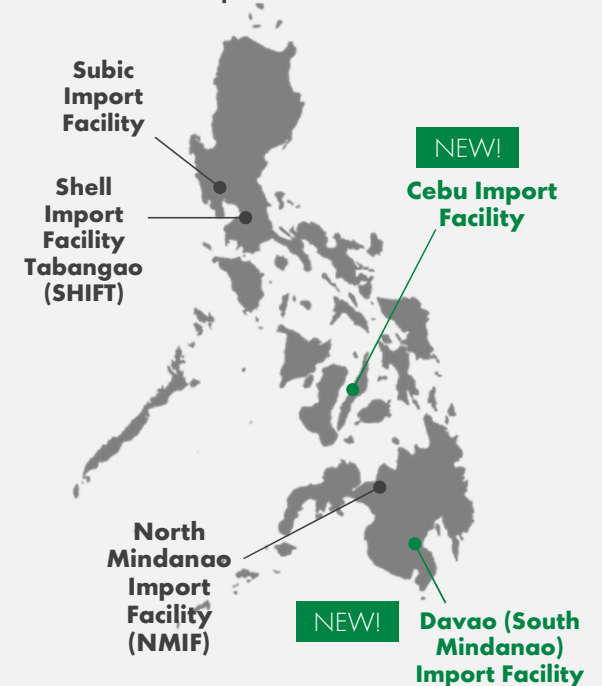 Subic
Import
Facility
Shell
Import
Facility
Tabangao
(SHIFT)
NEW!
Cebu Import
Facility
North
Mindanao
Import
Facility
(NMIF)
NEW!
Davao (South
Mindanao)
Import Facility